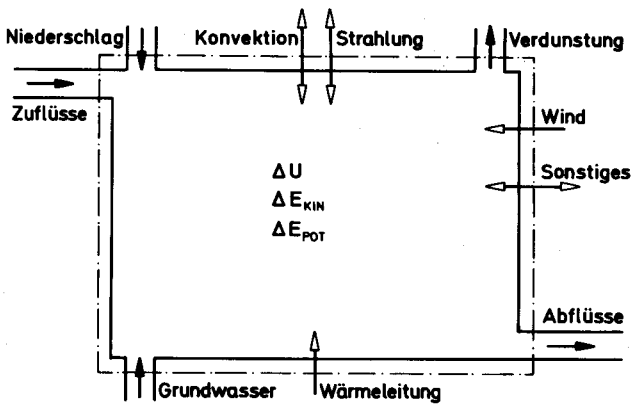 Niederschlag Konvektion Strahlung Verdunstung
Zuflüsse
Wind
Sonstiges
ΔU
ΔE_KIN
ΔE_POT
Abflüsse
Grundwasser Wärmeleitung